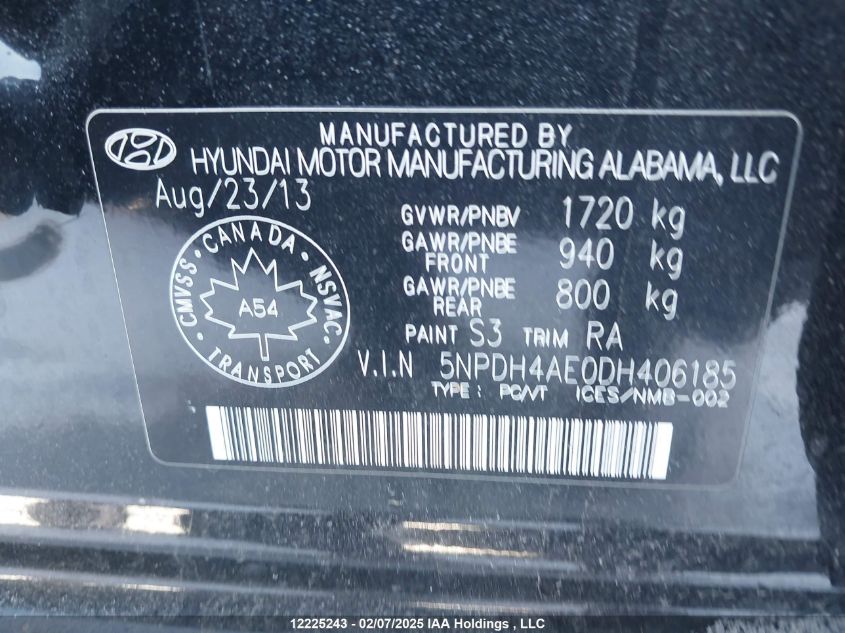 MANUFACTURED BY
HYUNDAI MOTOR MANUFACTURING ALABAMA, LLC
Aug/23/13
GVWR/PNBV 1720 kg
GAWR/PNBE FRONT 940 kg
GAWR/PNBE REAR 800 kg
PAINT S3 TRIM RA
V.I.N 5NPDH4AE0DH406185
TYPE : PC/VT ICES/NMB-002
CMVSS · CANADA · NSVAC · TRANSPORT ·
A54
12225243 - 02/07/2025 IAA Holdings , LLC